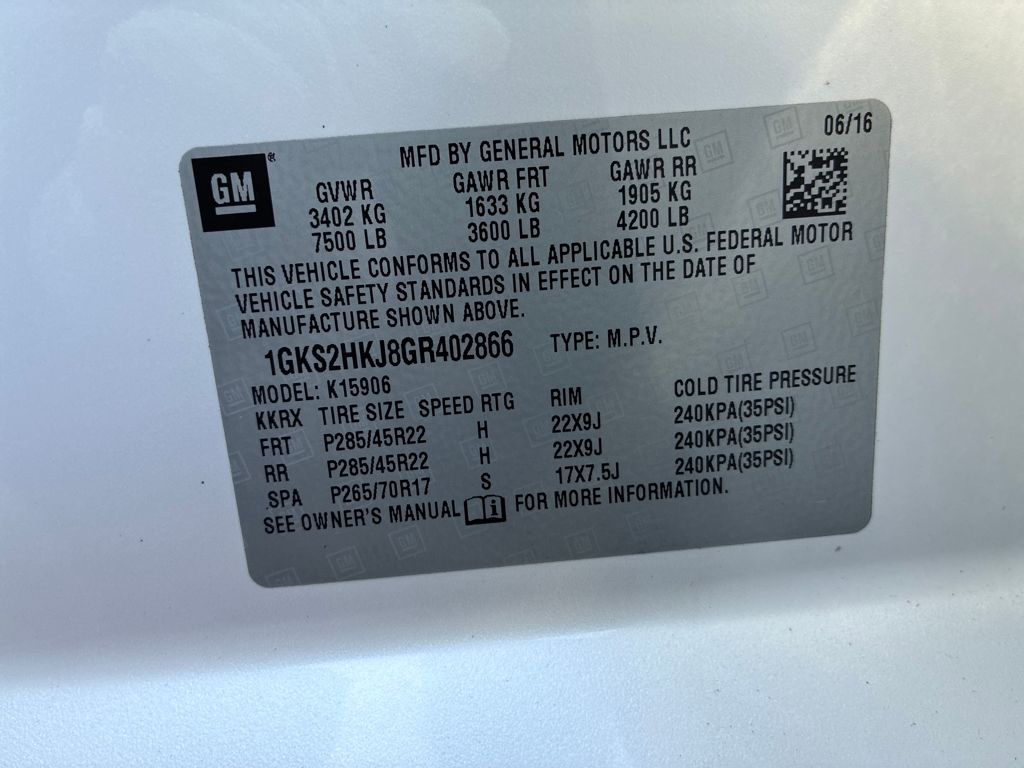 GM
MFD BY GENERAL MOTORS LLC 06/16
GVWR GAWR FRT GAWR RR
3402 KG 1633 KG 1905 KG
7500 LB 3600 LB 4200 LB
THIS VEHICLE CONFORMS TO ALL APPLICABLE U.S. FEDERAL MOTOR
VEHICLE SAFETY STANDARDS IN EFFECT ON THE DATE OF
MANUFACTURE SHOWN ABOVE.
1GKS2HKJ8GR402866 TYPE: M.P.V.
MODEL: K15906
KKRX TIRE SIZE SPEED RTG RIM COLD TIRE PRESSURE
FRT P285/45R22 H 22X9J 240KPA(35PSI)
RR P285/45R22 H 22X9J 240KPA(35PSI)
SPA P265/70R17 S 17X7.5J 240KPA(35PSI)
SEE OWNER'S MANUAL FOR MORE INFORMATION.